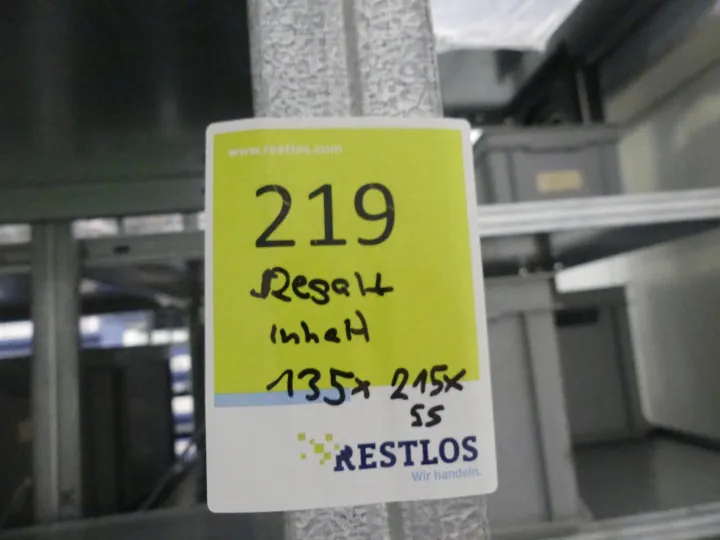 www.restlos.com
219
Regal+
inhalt
135x 215x
55
RESTLOS
Wir handeln.